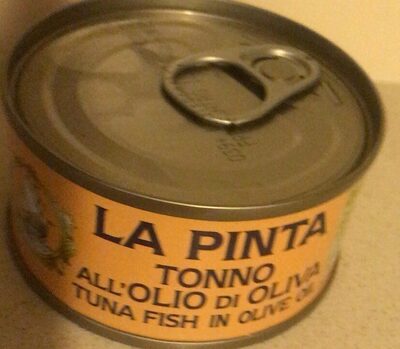 LA PINTA
TONNO
ALL'OLIO DI OLIVA
TUNA FISH IN OLIVE OIL